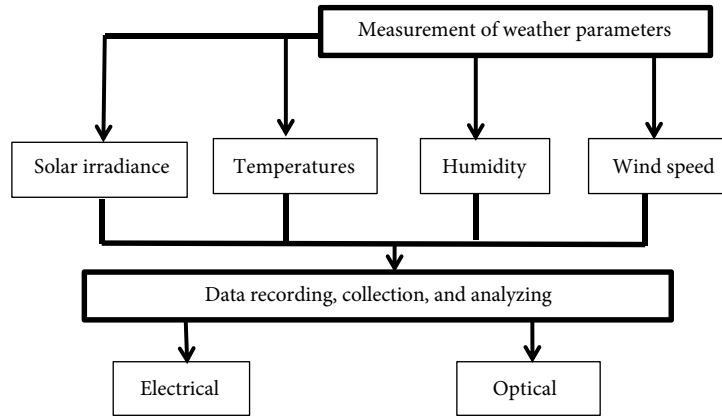 Measurement of weather parameters
Solar irradiance
Temperatures
Humidity
Wind speed
Data recording, collection, and analyzing
Electrical
Optical